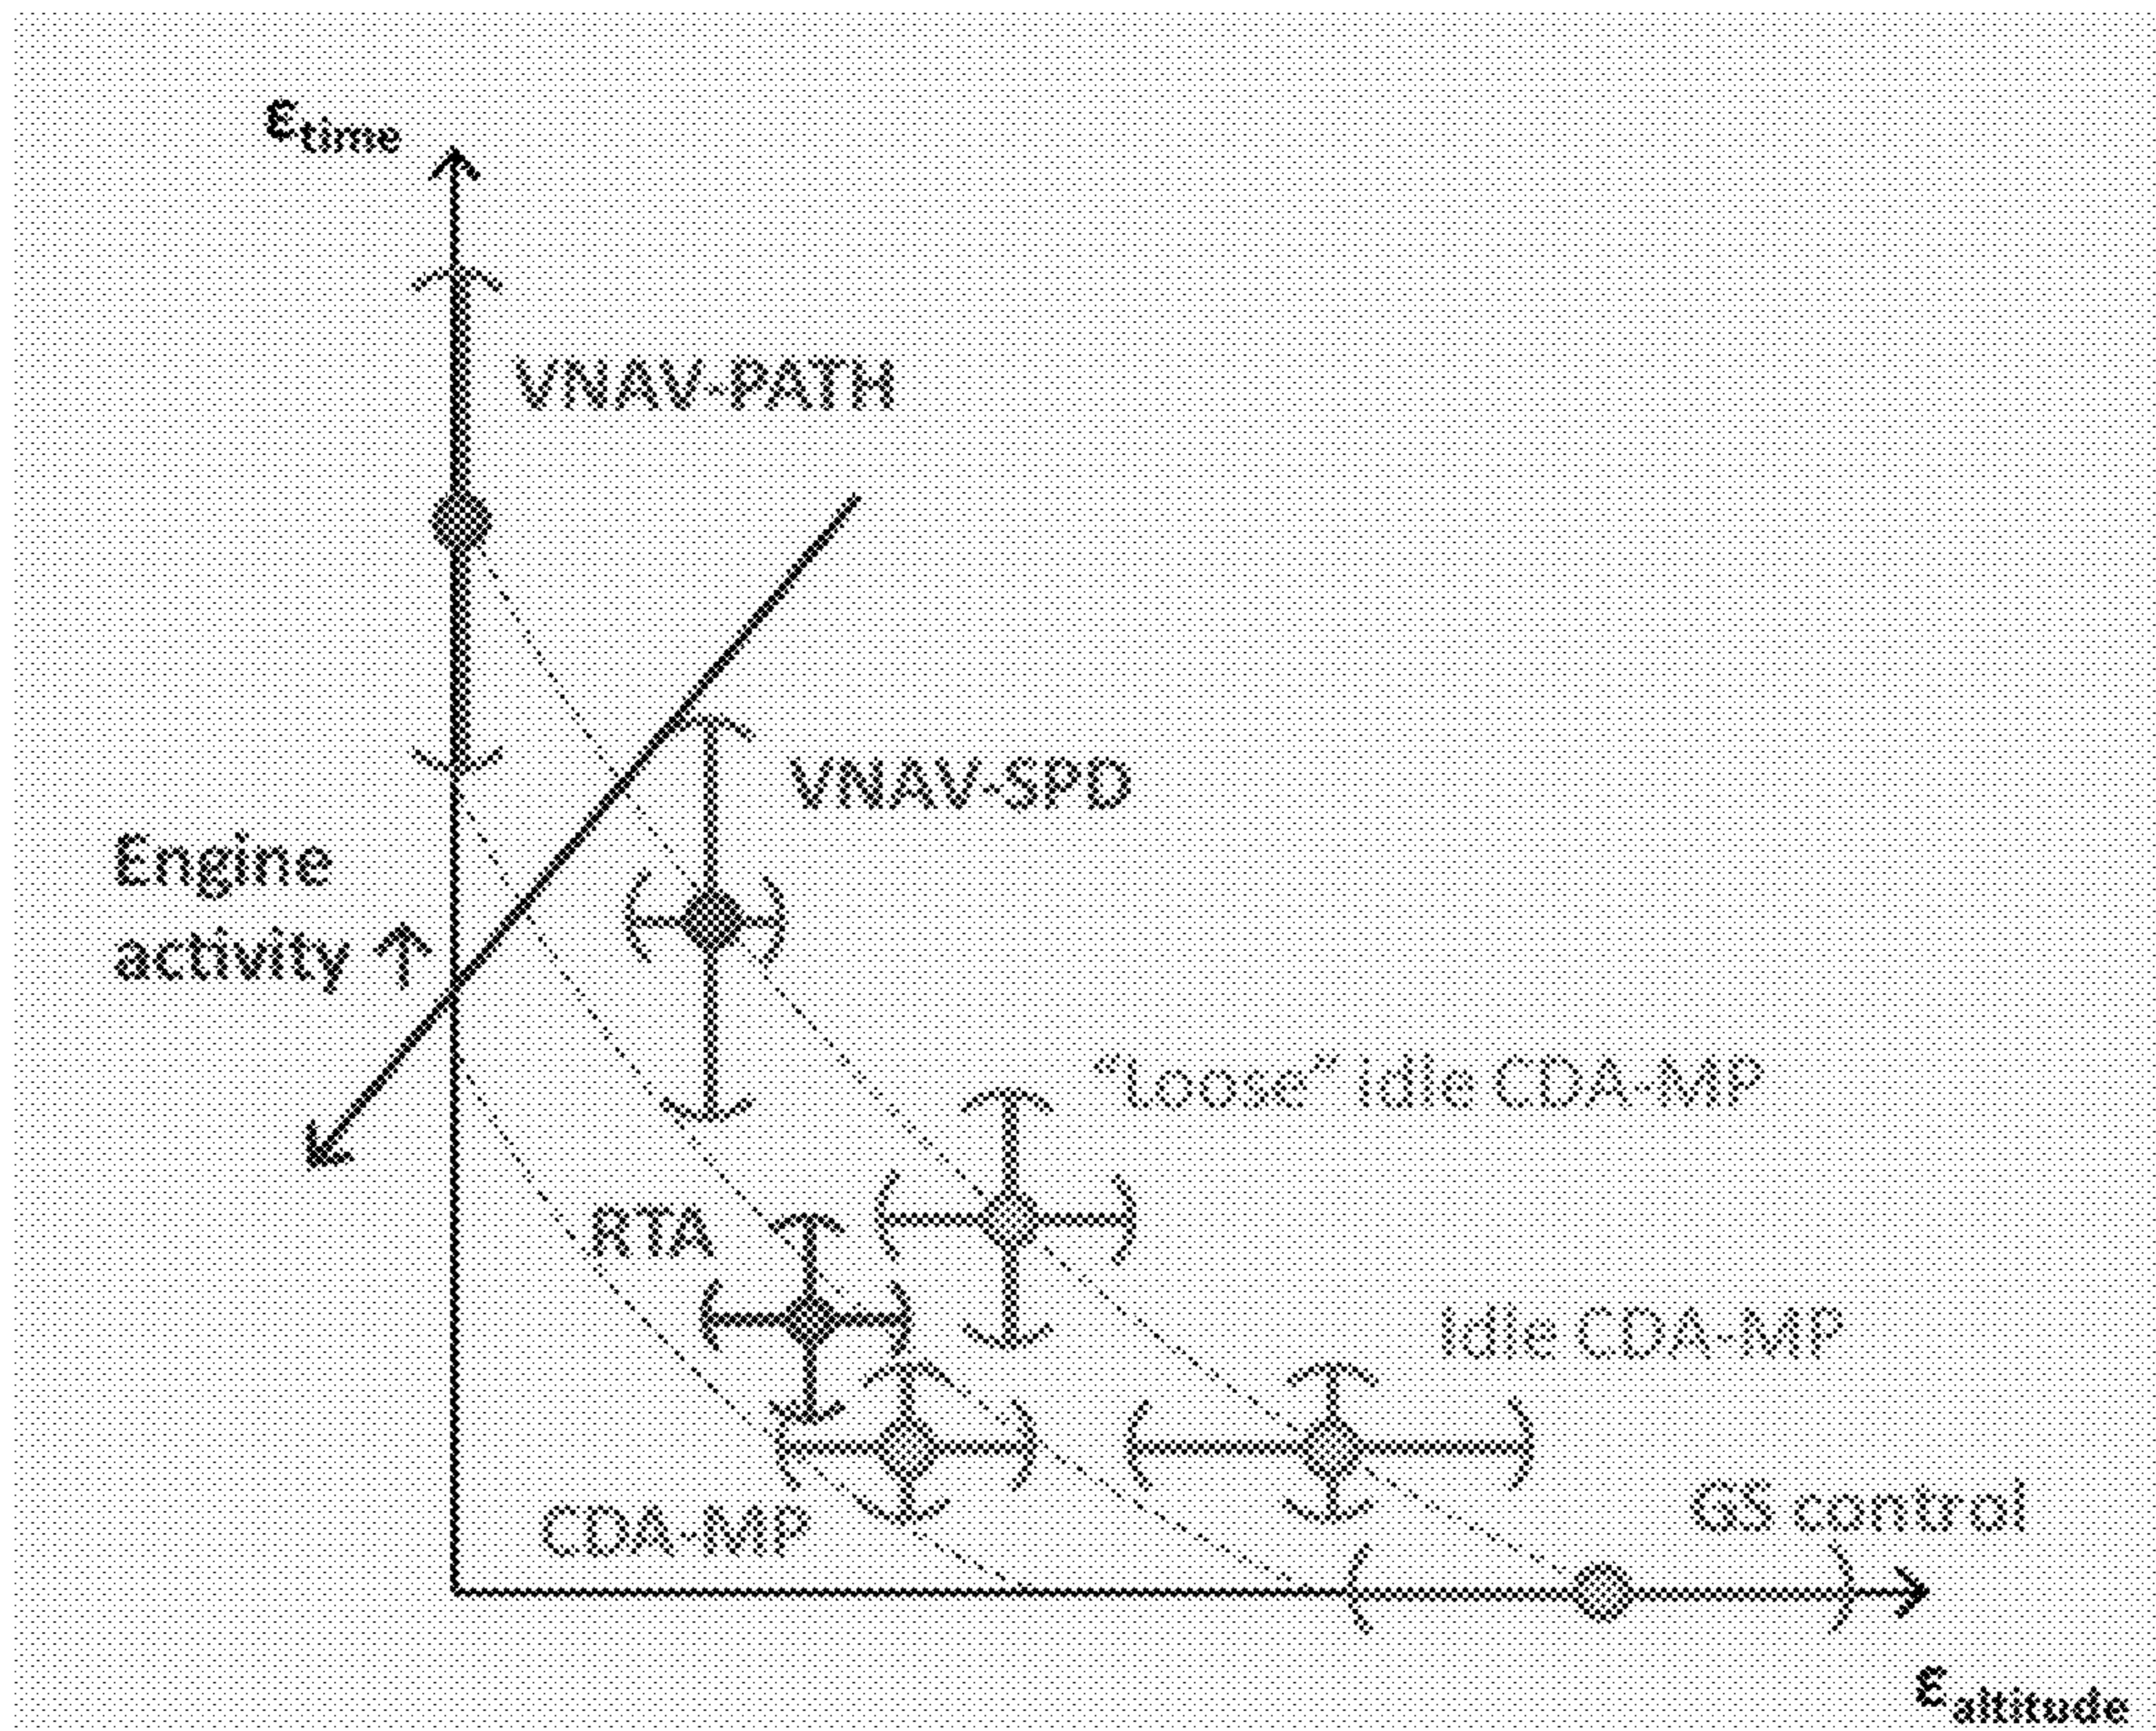 εtime
VNAV-PATH
VNAV-SPD
Engine
activity ↑
"Loose" idle CDA-MP
RTA
Idle CDA-MP
GS control
CDA-MP
εaltitude